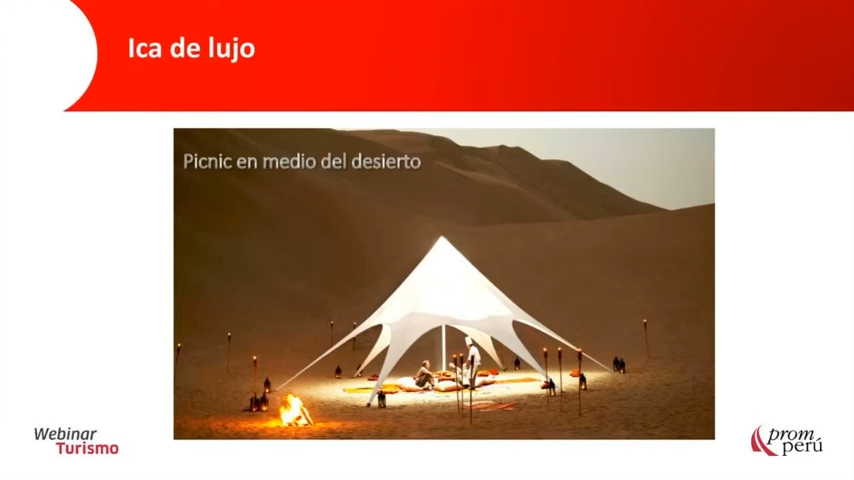 Ica de lujo
Picnic en medio del desierto
Webinar
Turismo
prom
perú